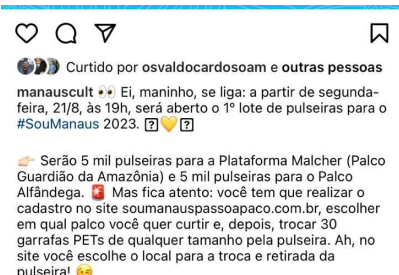 Curtido por osvaldocardosoam e outras pessoas
manauscult 👀 Ei, maninho, se liga: a partir de segunda-
feira, 21/8, às 19h, será aberto o 1º lote de pulseiras para o
#SouManaus 2023. 💛
👉🏻 Serão 5 mil pulseiras para a Plataforma Malcher (Palco
Guardião da Amazônia) e 5 mil pulseiras para o Palco
Alfândega. 🚨 Mas fica atento: você tem que realizar o
cadastro no site soumanauspassoapaco.com.br, escolher
em qual palco você quer curtir e, depois, trocar 30
garrafas PETs de qualquer tamanho pela pulseira. Ah, no
site você escolhe o local para a troca e retirada da
pulseira! 😉